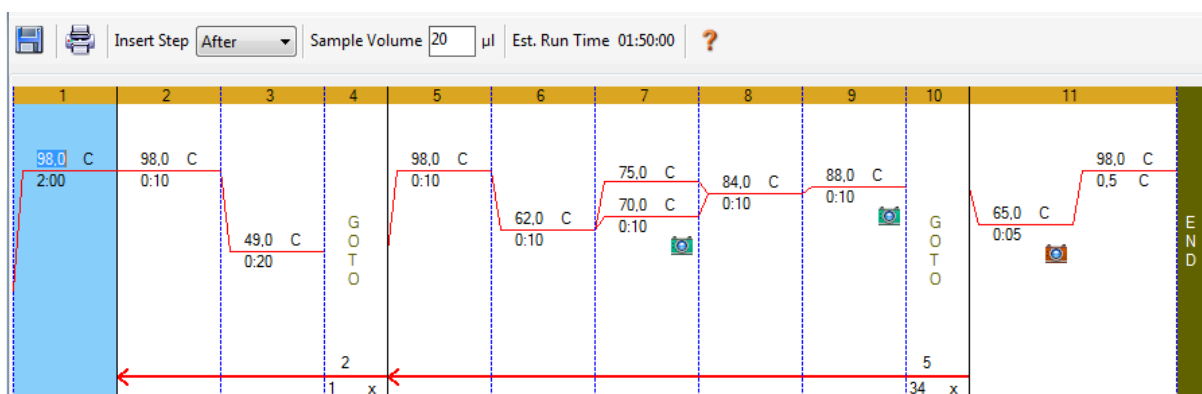 Insert Step After Sample Volume 20 µl Est. Run Time 01:50:00 ?
1 2 3 4 5 6 7 8 9 10 11
98,0 C
2:00
98,0 C
0:10
49,0 C
0:20
GOTO
2
1 x
98,0 C
0:10
62,0 C
0:10
75,0 C
70,0 C
0:10
84,0 C
0:10
88,0 C
0:10
GOTO
5
34 x
65,0 C
0:05
98,0 C
0,5 C
END